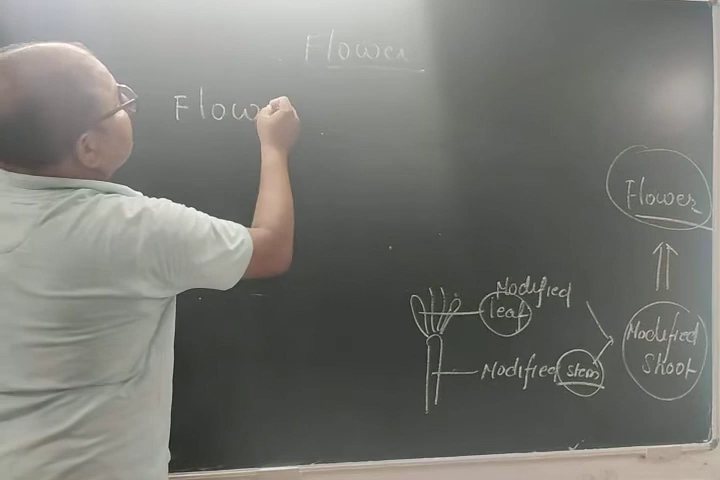 Flower
Flow
Flower
Modified
leaf
Modified stem
Modified
Shoot